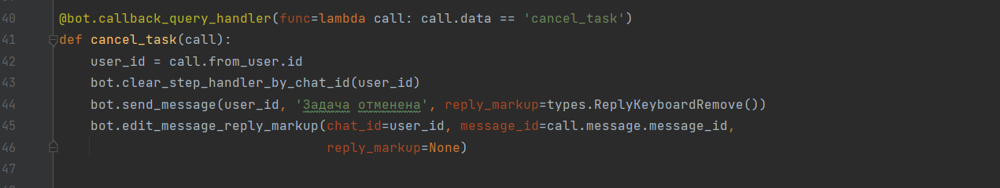 40 @bot.callback_query_handler(func=lambda call: call.data == 'cancel_task')
41 def cancel_task(call):
42 user_id = call.from_user.id
43 bot.clear_step_handler_by_chat_id(user_id)
44 bot.send_message(user_id, 'Задача отменена', reply_markup=types.ReplyKeyboardRemove())
45 bot.edit_message_reply_markup(chat_id=user_id, message_id=call.message.message_id,
46 reply_markup=None)
47